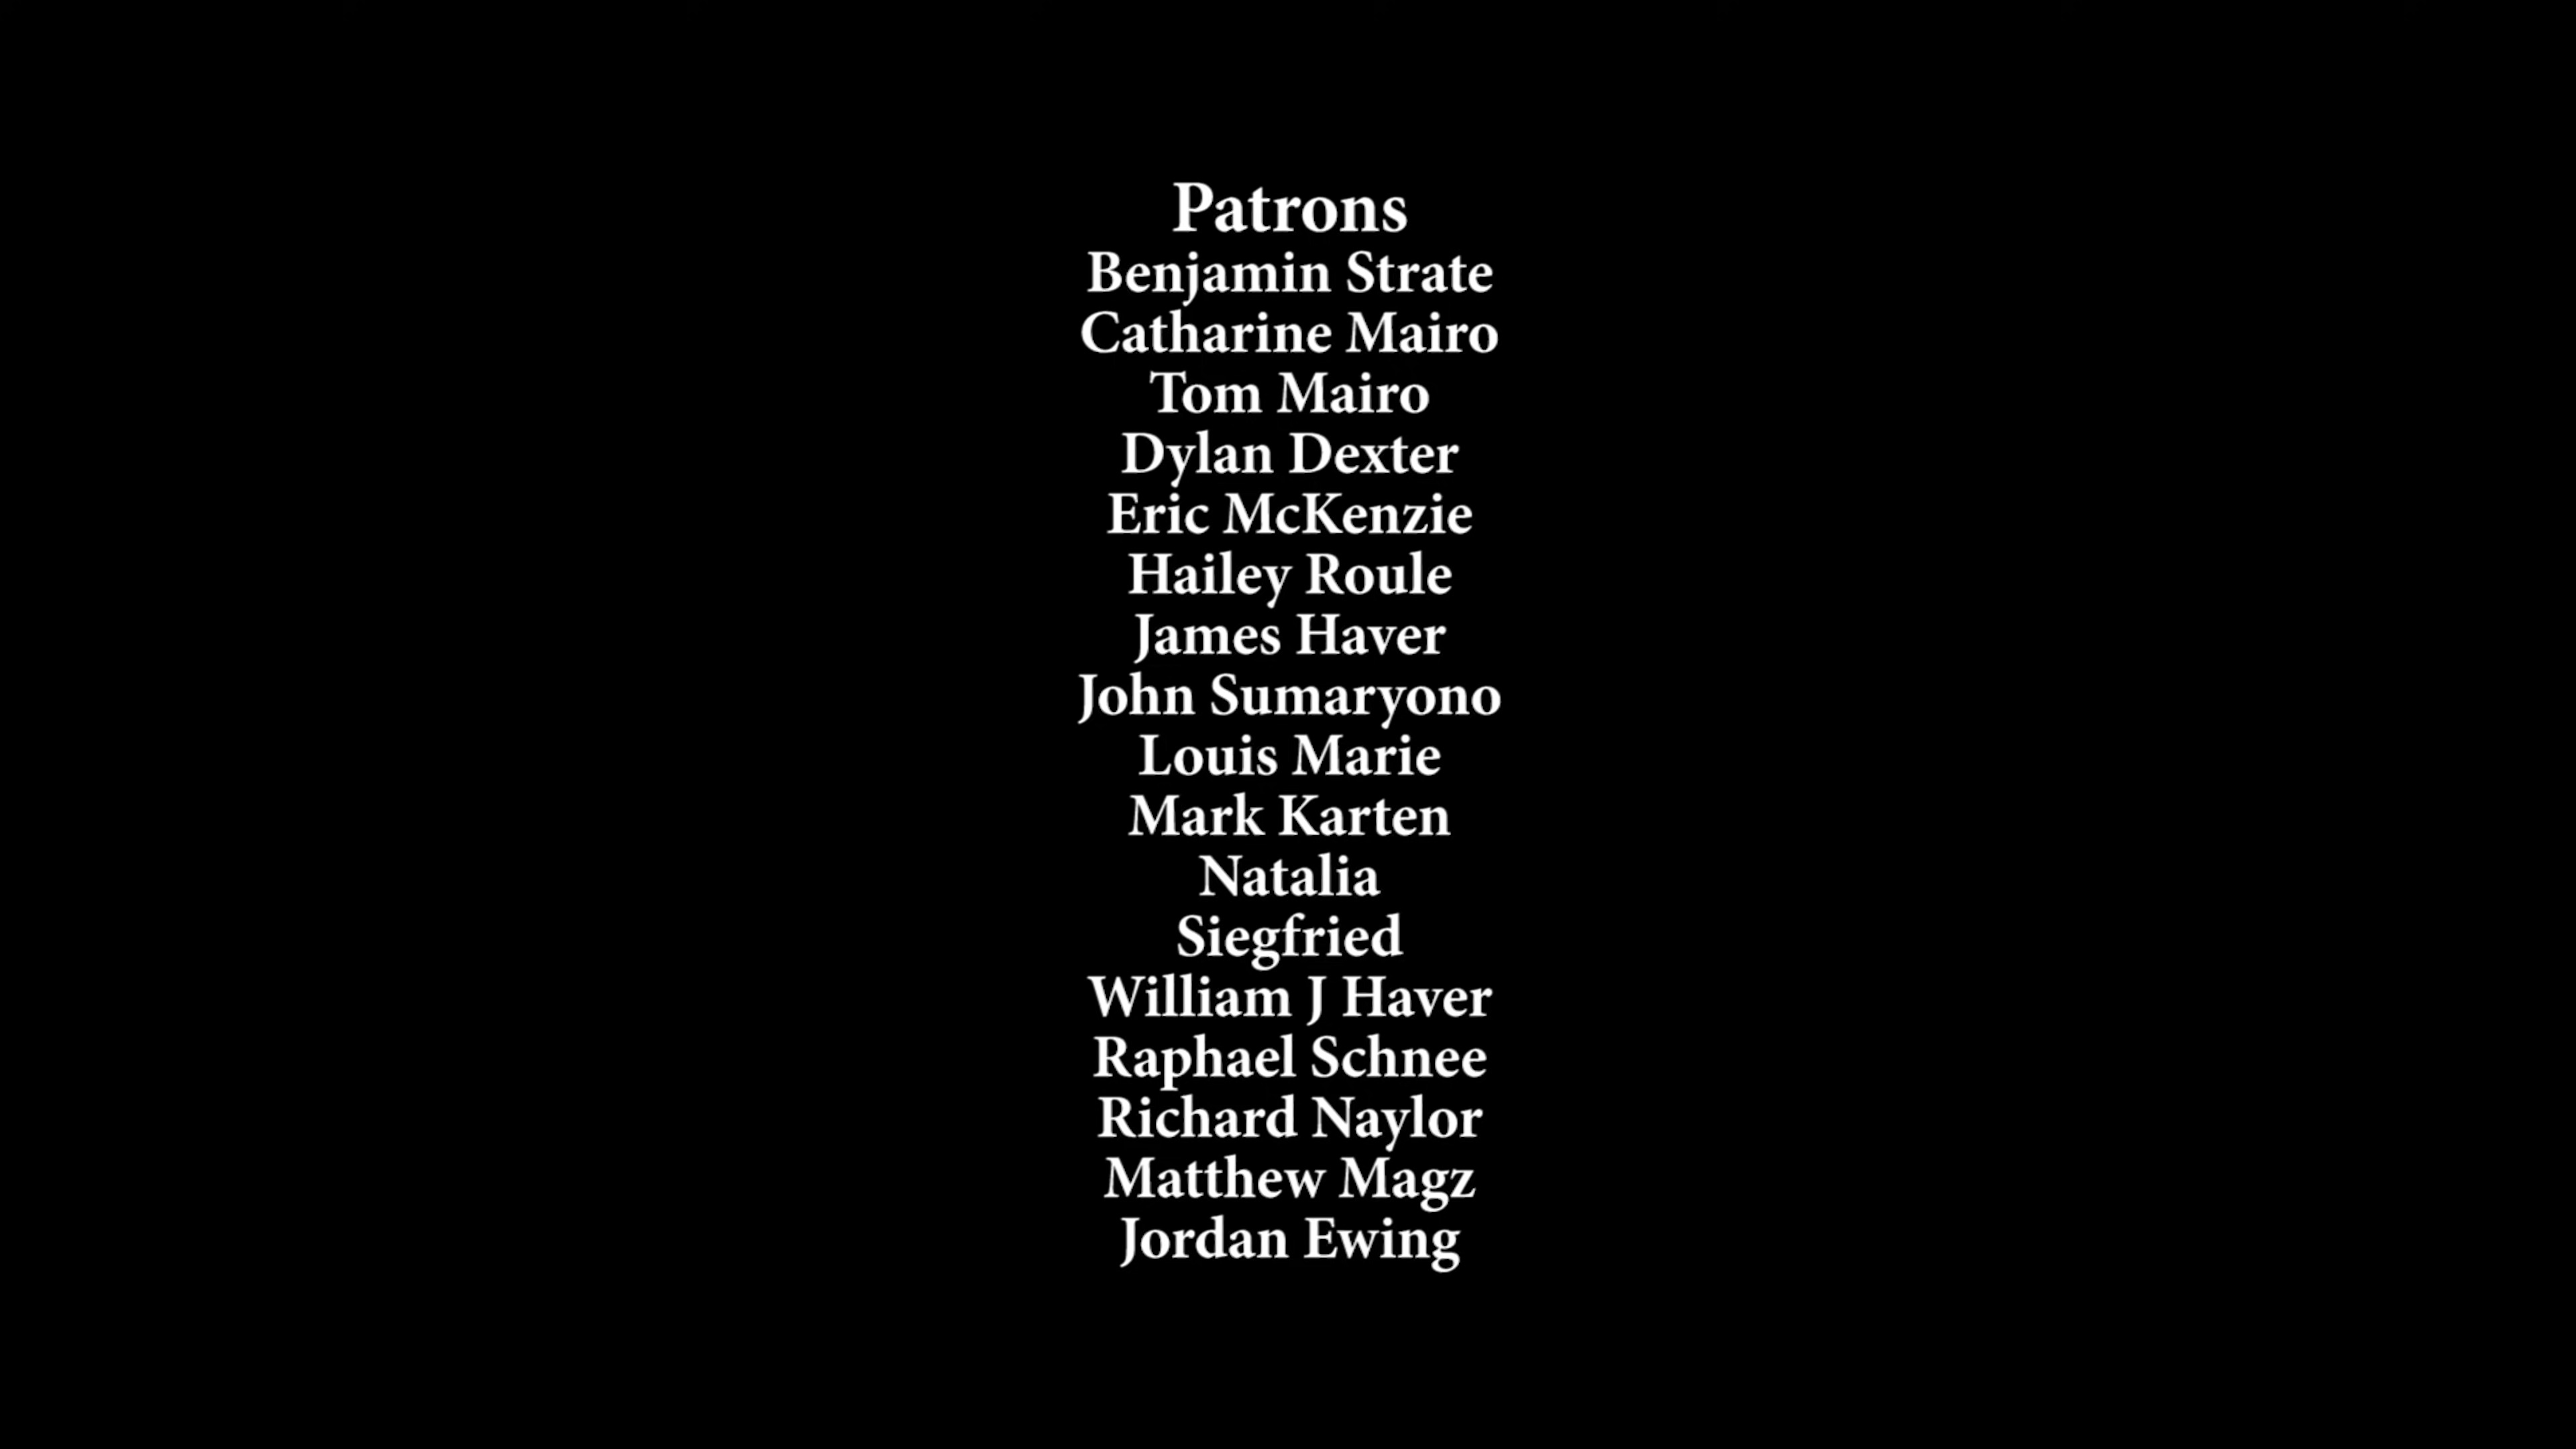 Patrons
Benjamin Strate
Catharine Mairo
Tom Mairo
Dylan Dexter
Eric McKenzie
Hailey Roule
James Haver
John Sumaryono
Louis Marie
Mark Karten
Natalia
Siegfried
William J Haver
Raphael Schnee
Richard Naylor
Matthew Magz
Jordan Ewing